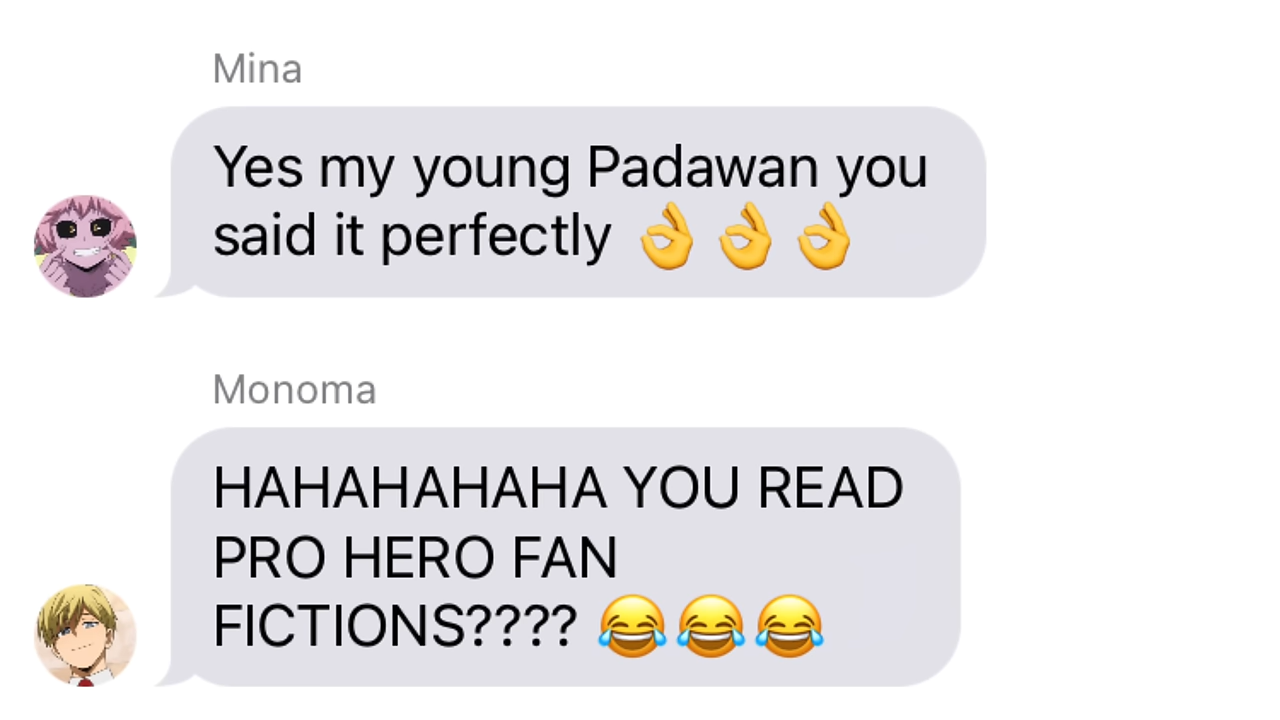 Mina
Yes my young Padawan you
said it perfectly 👌👌👌
Monoma
HAHAHAHAHA YOU READ
PRO HERO FAN
FICTIONS???? 😂😂😂